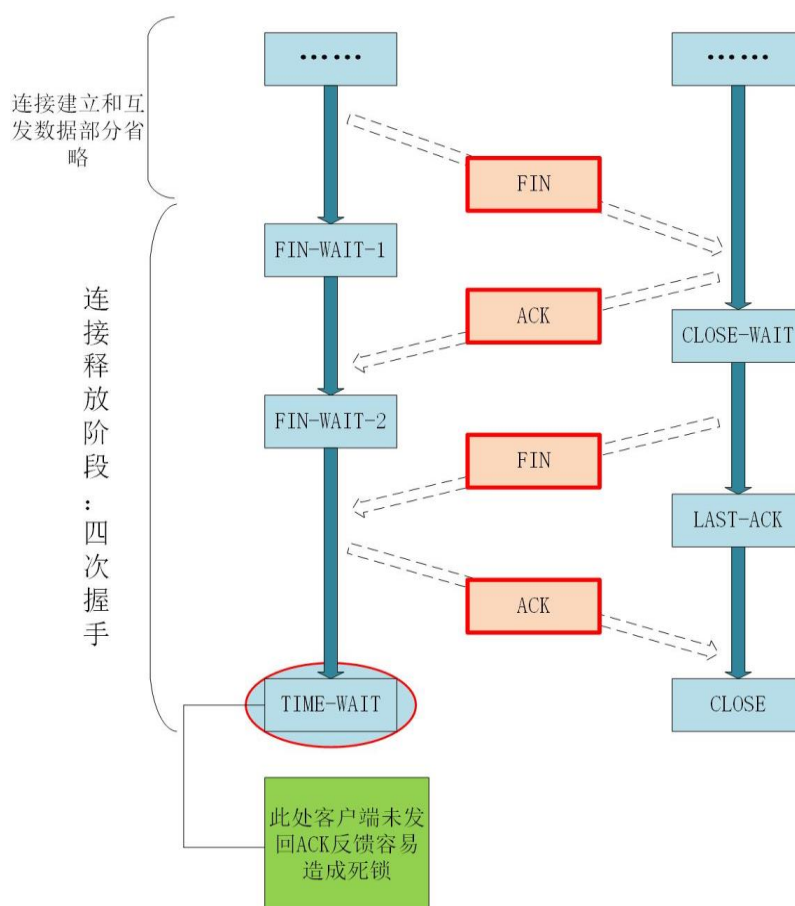 ……
……
连接建立和互
发数据部分省
略
FIN
FIN-WAIT-1
ACK
CLOSE-WAIT
连接释放阶段：四次握手
FIN-WAIT-2
FIN
LAST-ACK
ACK
TIME-WAIT
CLOSE
此处客户端未发
回ACK反馈容易
造成死锁